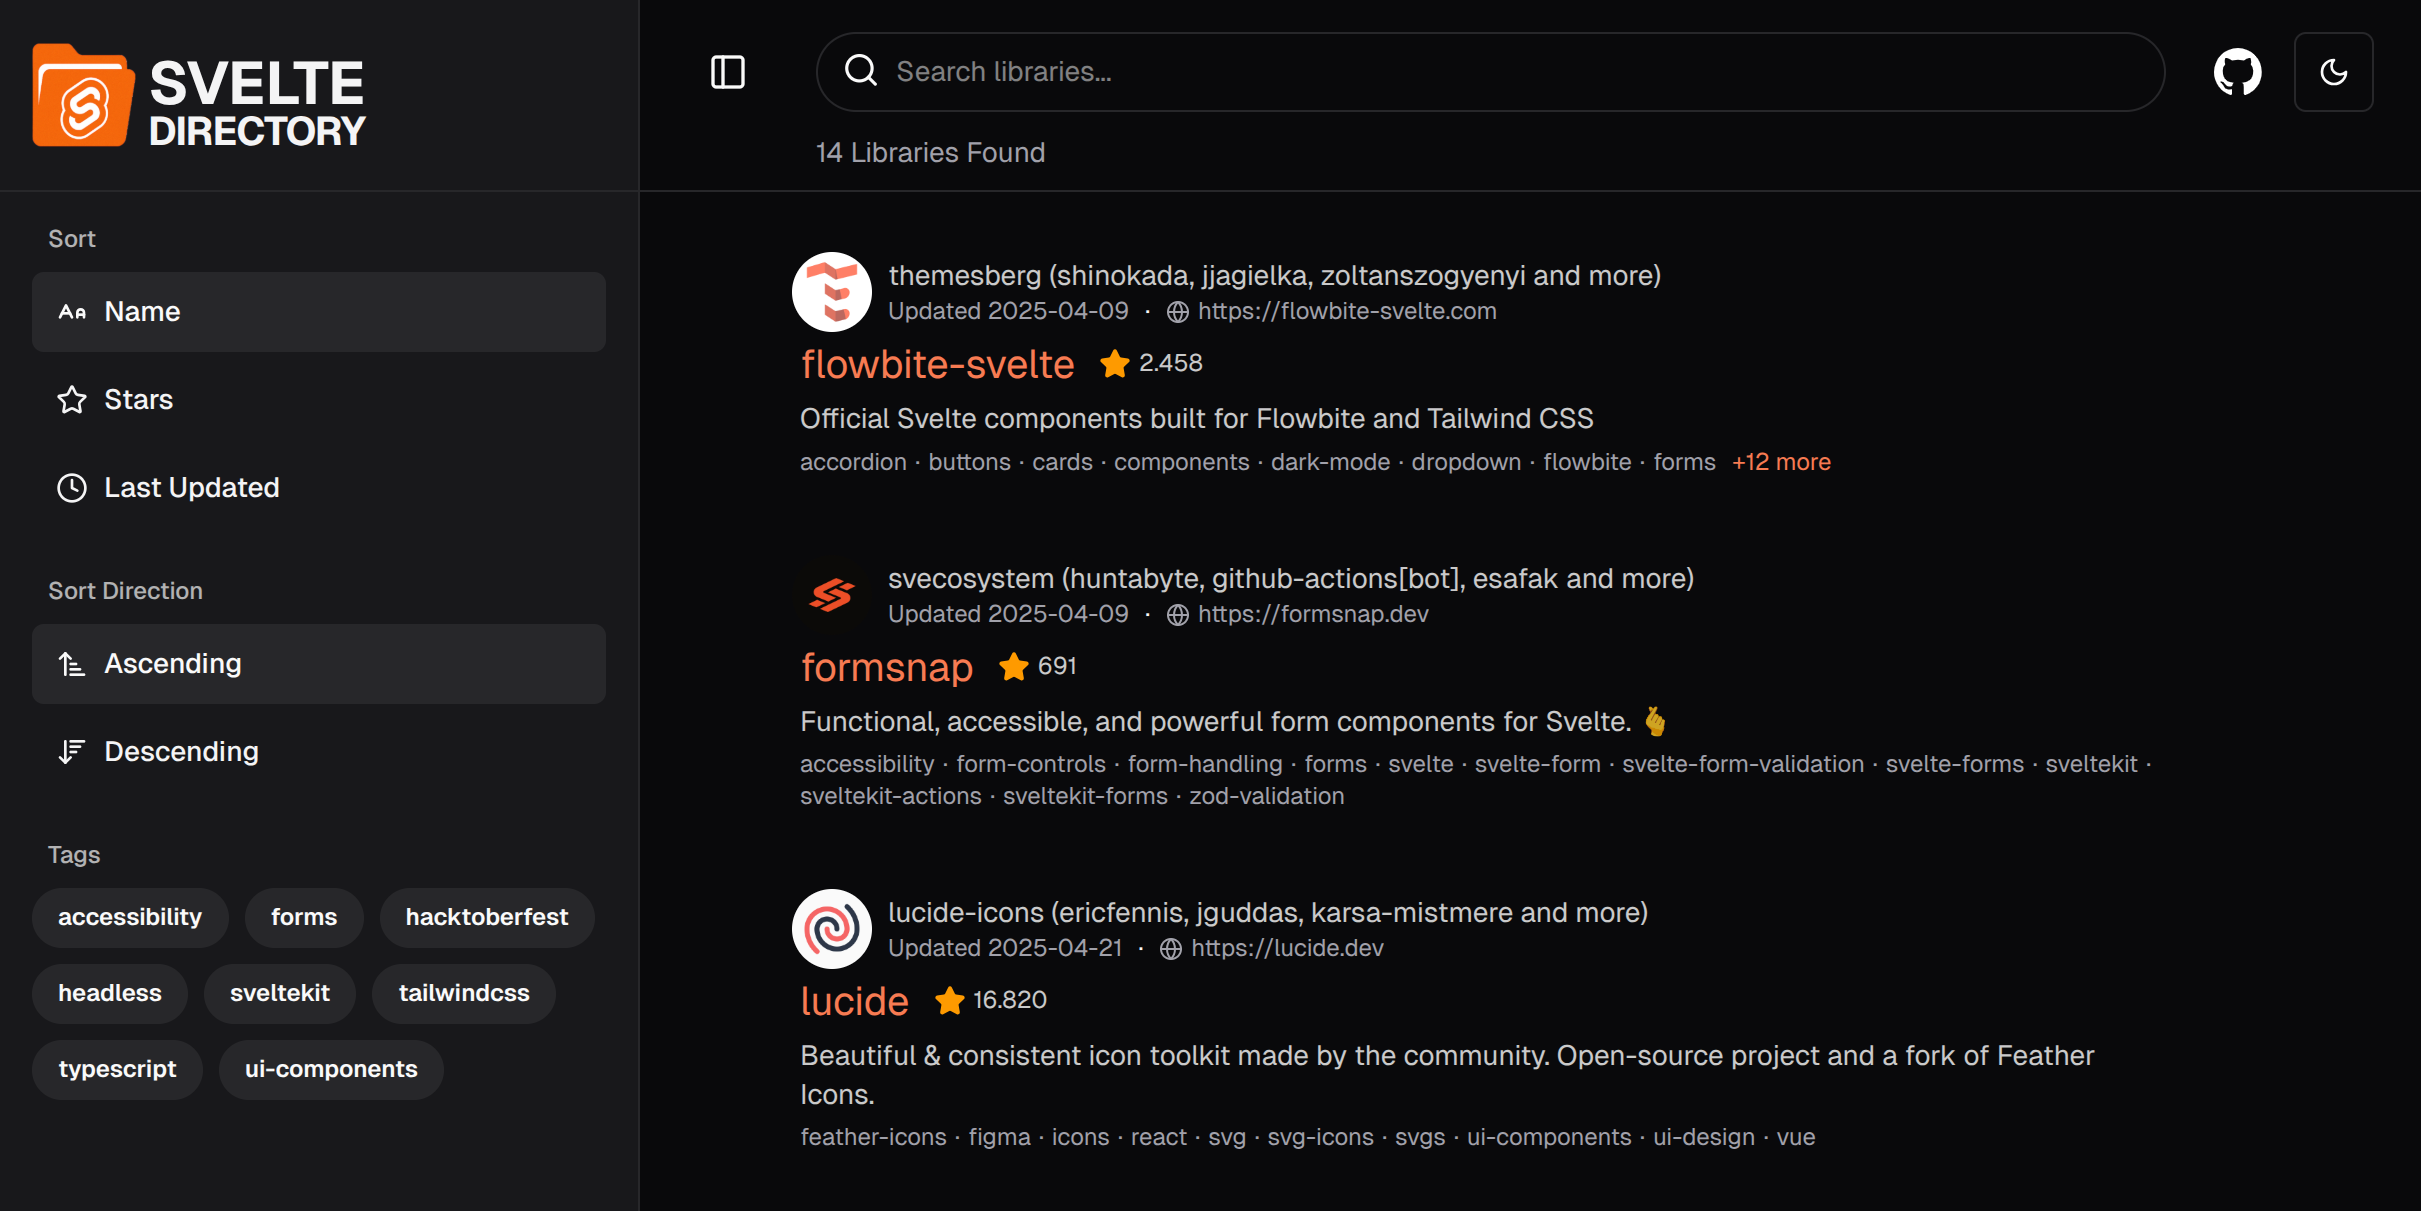 SVELTE
DIRECTORY
Search libraries...
14 Libraries Found
Sort
Name
Stars
Last Updated
Sort Direction
Ascending
Descending
Tags
accessibility
forms
hacktoberfest
headless
sveltekit
tailwindcss
typescript
ui-components
themesberg (shinokada, jjagielka, zoltanszogyenyi and more)
Updated 2025-04-09 · https://flowbite-svelte.com
flowbite-svelte 2.458
Official Svelte components built for Flowbite and Tailwind CSS
accordion · buttons · cards · components · dark-mode · dropdown · flowbite · forms +12 more
svecosystem (huntabyte, github-actions[bot], esafak and more)
Updated 2025-04-09 · https://formsnap.dev
formsnap 691
Functional, accessible, and powerful form components for Svelte. 🫰
accessibility · form-controls · form-handling · forms · svelte · svelte-form · svelte-form-validation · svelte-forms · sveltekit ·
sveltekit-actions · sveltekit-forms · zod-validation
lucide-icons (ericfennis, jguddas, karsa-mistmere and more)
Updated 2025-04-21 · https://lucide.dev
lucide 16.820
Beautiful & consistent icon toolkit made by the community. Open-source project and a fork of Feather
Icons.
feather-icons · figma · icons · react · svg · svg-icons · svgs · ui-components · ui-design · vue